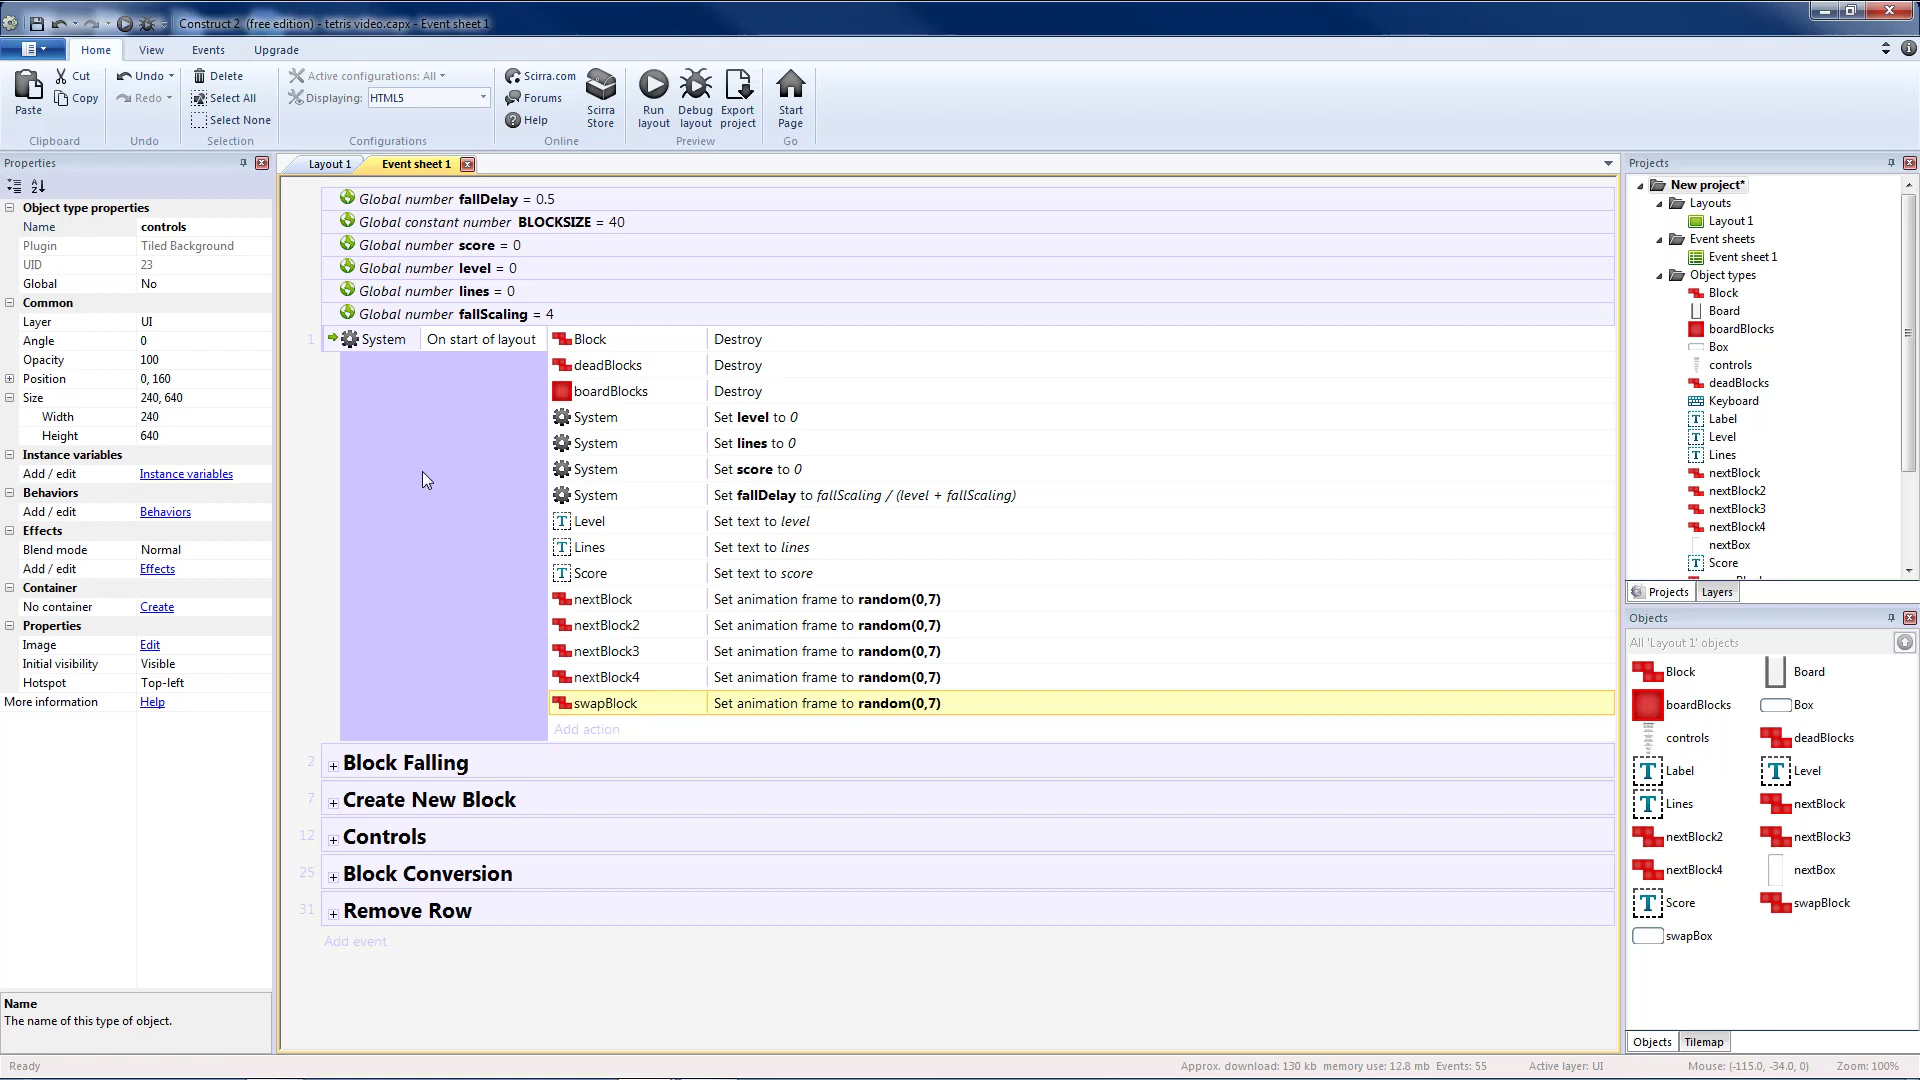 Construct 2  (free edition) - tetris video.capx - Event sheet 1
Home
View
Events
Upgrade
Paste
Cut
Copy
Clipboard
Undo
Redo
Undo
Delete
Select All
Select None
Selection
Active configurations: All
Displaying: HTML5
Configurations
Scirra.com
Forums
Help
Scirra Store
Online
Run layout
Debug layout
Export project
Preview
Start Page
Go
Properties
Object type properties
Name controls
Plugin Tiled Background
UID 23
Global No
Common
Layer UI
Angle 0
Opacity 100
Position 0, 160
Size 240, 640
Width 240
Height 640
Instance variables
Add / edit Instance variables
Behaviors
Add / edit Behaviors
Effects
Blend mode Normal
Add / edit Effects
Container
No container Create
Properties
Image Edit
Initial visibility Visible
Hotspot Top-left
More information Help
Name
The name of this type of object.
Layout 1
Event sheet 1
Global number fallDelay = 0.5
Global constant number BLOCKSIZE = 40
Global number score = 0
Global number level = 0
Global number lines = 0
Global number fallScaling = 4
1 System On start of layout Block Destroy
deadBlocks Destroy
boardBlocks Destroy
System Set level to 0
System Set lines to 0
System Set score to 0
System Set fallDelay to fallScaling / (level + fallScaling)
Level Set text to level
Lines Set text to lines
Score Set text to score
nextBlock Set animation frame to random(0,7)
nextBlock2 Set animation frame to random(0,7)
nextBlock3 Set animation frame to random(0,7)
nextBlock4 Set animation frame to random(0,7)
swapBlock Set animation frame to random(0,7)
Add action
2 Block Falling
7 Create New Block
12 Controls
25 Block Conversion
31 Remove Row
Add event
Projects
New project*
Layouts
Layout 1
Event sheets
Event sheet 1
Object types
Block
Board
boardBlocks
Box
controls
deadBlocks
Keyboard
Label
Level
Lines
nextBlock
nextBlock2
nextBlock3
nextBlock4
nextBox
Score
Projects Layers
Objects
All 'Layout 1' objects
Block Board
boardBlocks Box
controls deadBlocks
Label Level
Lines nextBlock
nextBlock2 nextBlock3
nextBlock4 nextBox
Score swapBlock
swapBox
Objects Tilemap
Ready
Approx. download: 130 kb memory use: 12.8 mb Events: 55 Active layer: UI Mouse: (-115.0, -34.0, 0) Zoom: 100%